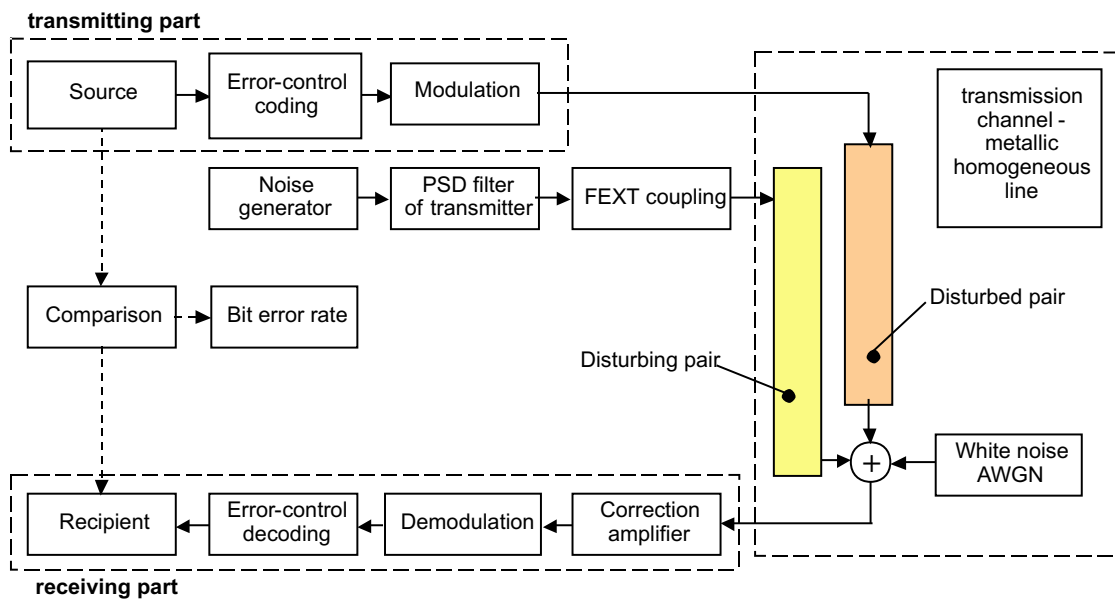 transmitting part
Source
Error-control
coding
Modulation
transmission
channel -
metallic
homogeneous
line
Noise
generator
PSD filter
of transmitter
FEXT coupling
Comparison
Bit error rate
Disturbed pair
Disturbing pair
+
White noise
AWGN
Recipient
Error-control
decoding
Demodulation
Correction
amplifier
receiving part